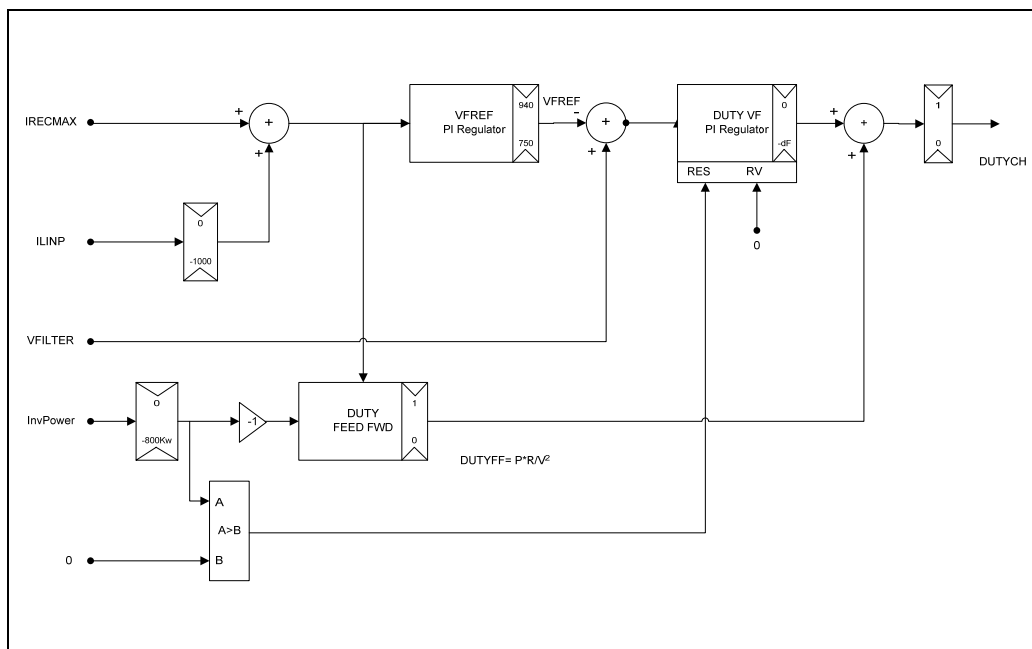 IRECMAX
+
+
+
VFREF
PI Regulator
940
750
VFREF
-
+
+
DUTY VF
PI Regulator
0
-dF
RES
RV
0
+
+
+
1
0
DUTYCH
ILINP
0
-1000
VFILTER
InvPower
0
-800Kw
-1
DUTY
FEED FWD
1
0
DUTYFF= P*R/V²
A
A>B
B
0